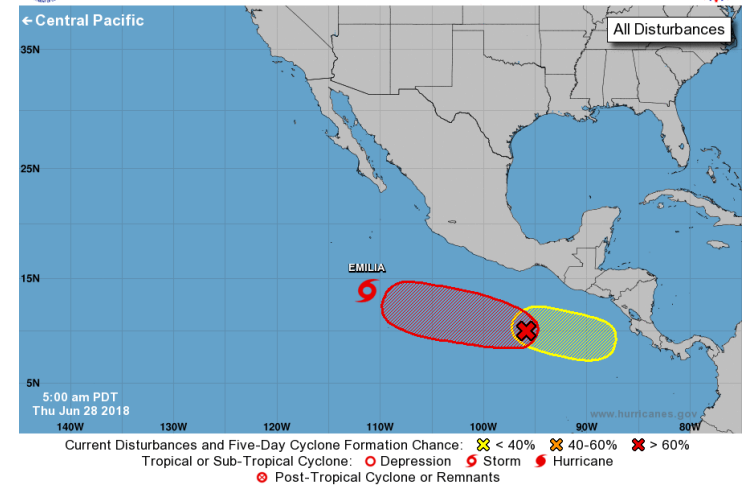 ← Central Pacific
All Disturbances
35N
25N
EMILIA
15N
5N
5:00 am PDT
Thu Jun 28 2018
www.hurricanes.gov
140W 130W 120W 110W 100W 90W 80W
Current Disturbances and Five-Day Cyclone Formation Chance: < 40% 40-60% > 60%
Tropical or Sub-Tropical Cyclone: Depression Storm Hurricane
Post-Tropical Cyclone or Remnants